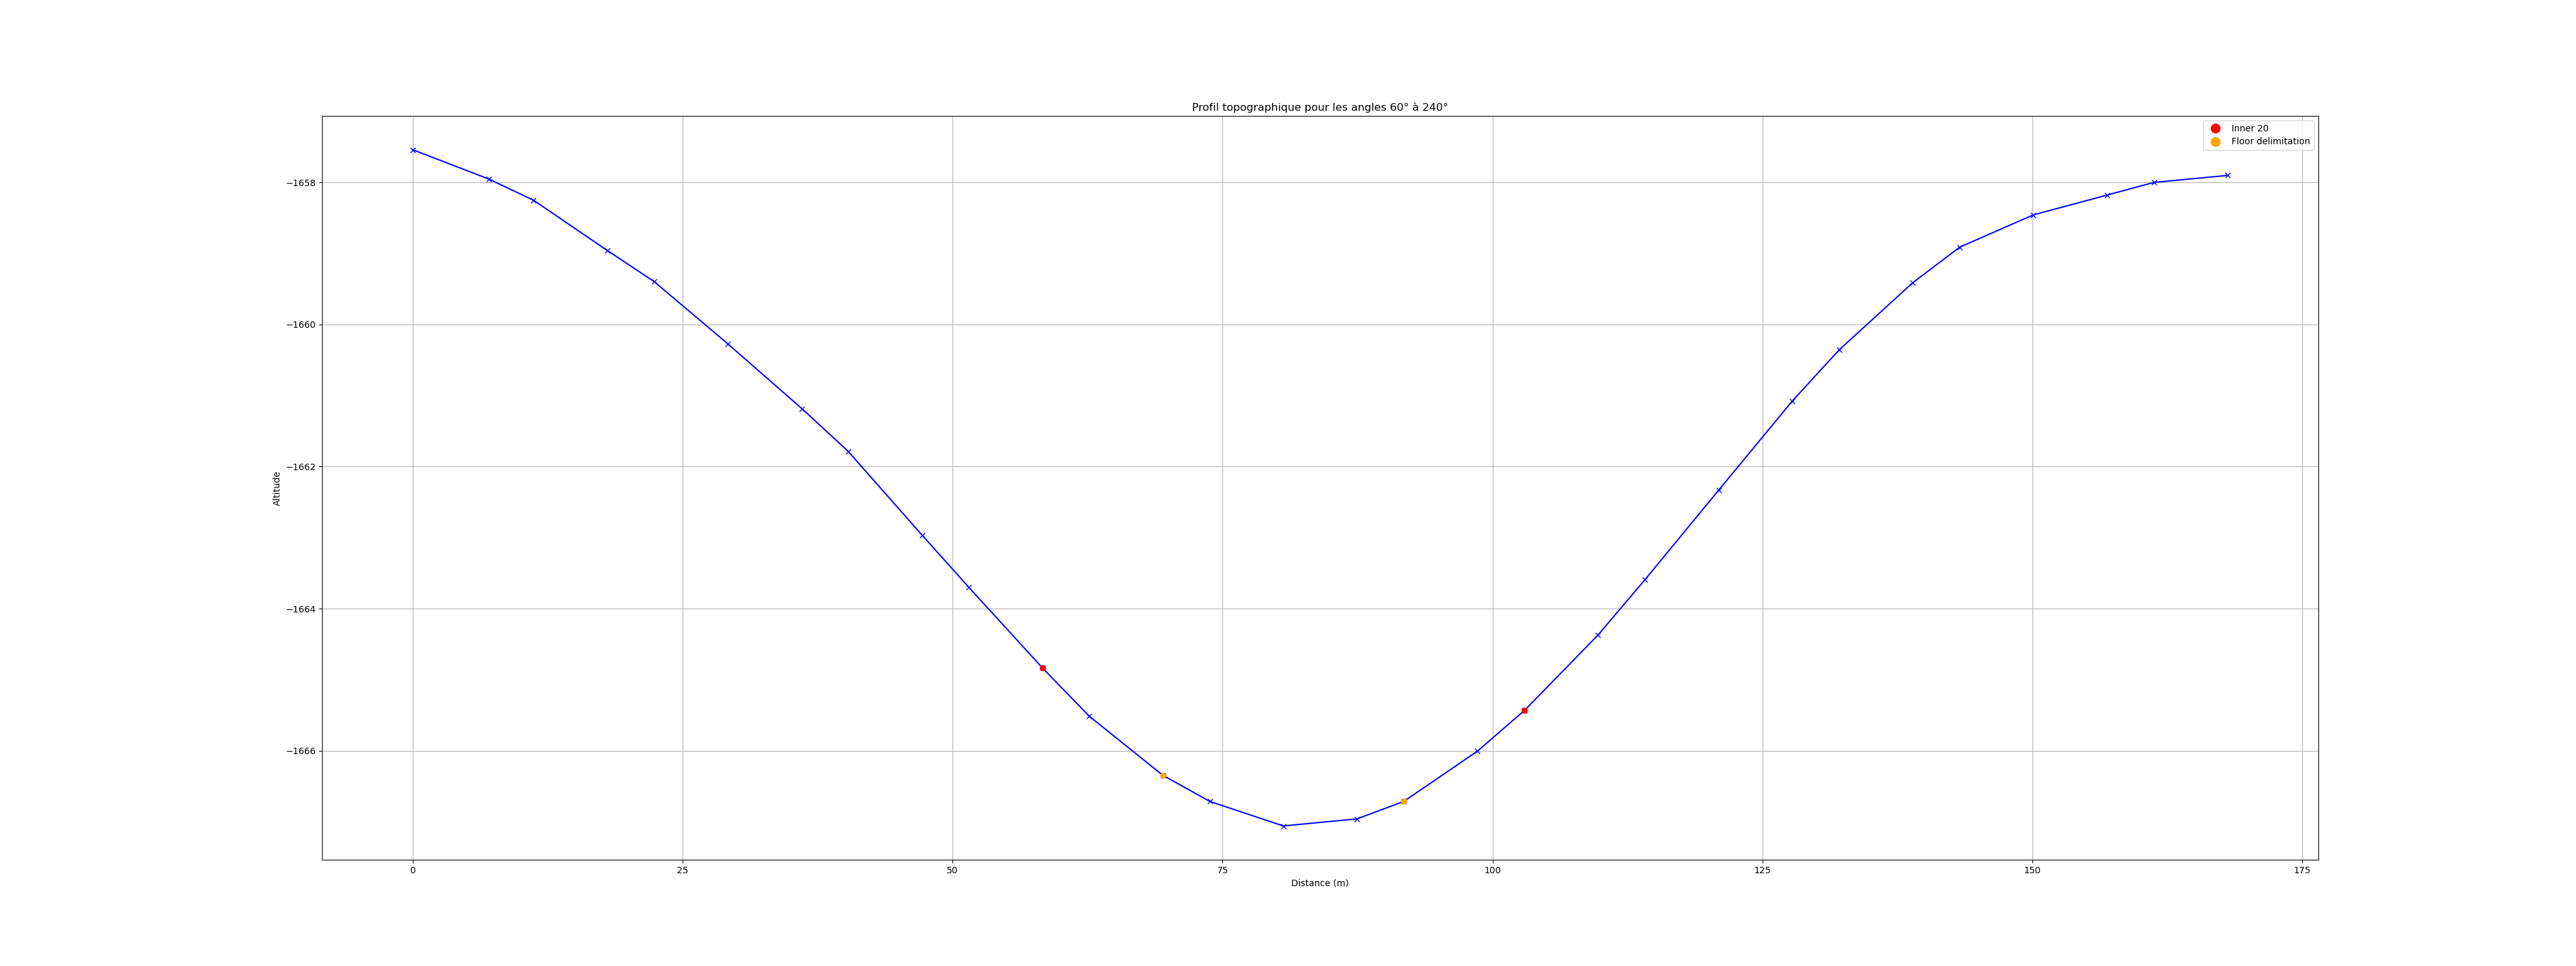 Profil topographique pour les angles 60° à 240°
Inner 20
Floor delimitation
−1658
−1660
−1662
−1664
−1666
Altitude
0 25 50 75 100 125 150 175
Distance (m)